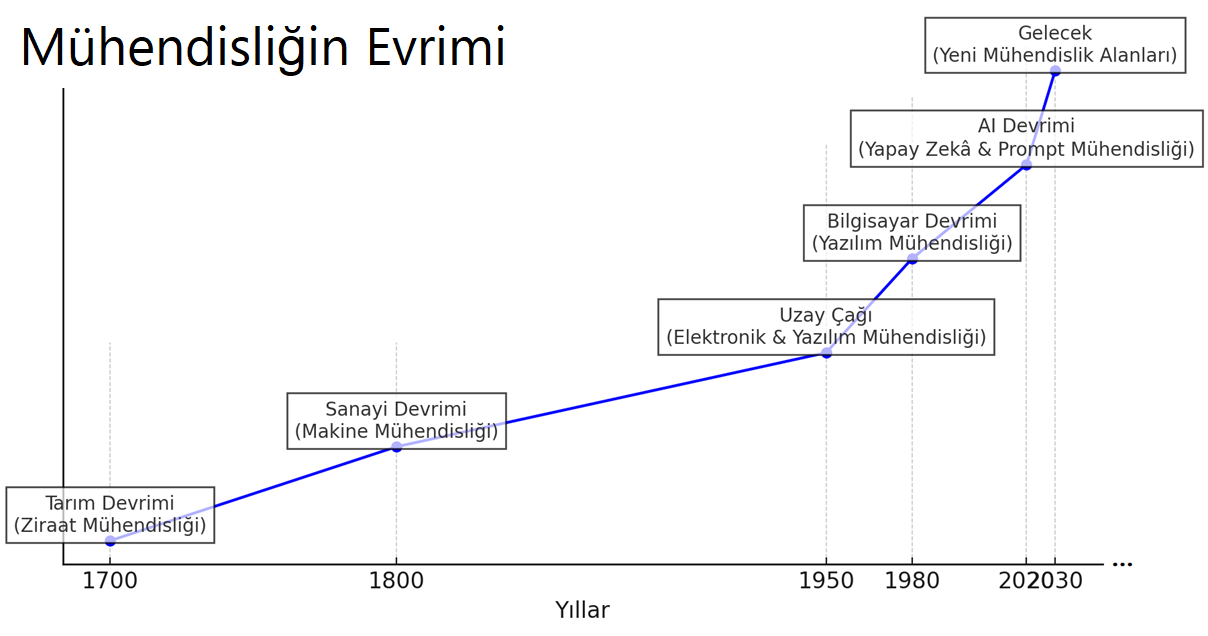 Mühendisliğin Evrimi
Gelecek
(Yeni Mühendislik Alanları)
AI Devrimi
(Yapay Zekâ & Prompt Mühendisliği)
Bilgisayar Devrimi
(Yazılım Mühendisliği)
Uzay Çağı
(Elektronik & Yazılım Mühendisliği)
Sanayi Devrimi
(Makine Mühendisliği)
Tarım Devrimi
(Ziraat Mühendisliği)
1700 1800 1950 1980 2030 ...
Yıllar